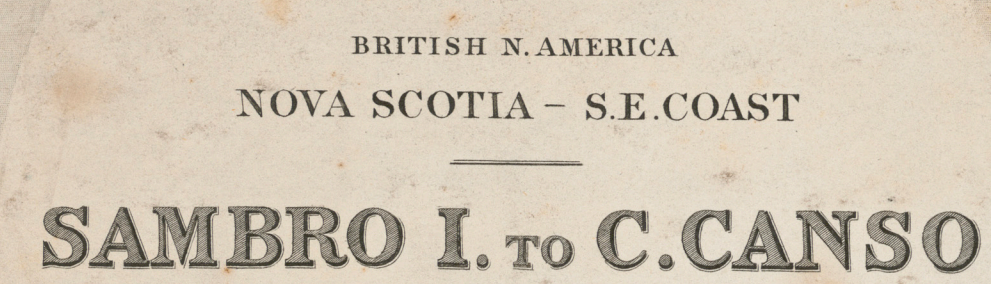 BRITISH N. AMERICA
NOVA SCOTIA – S.E. COAST
SAMBRO I. TO C. CANSO